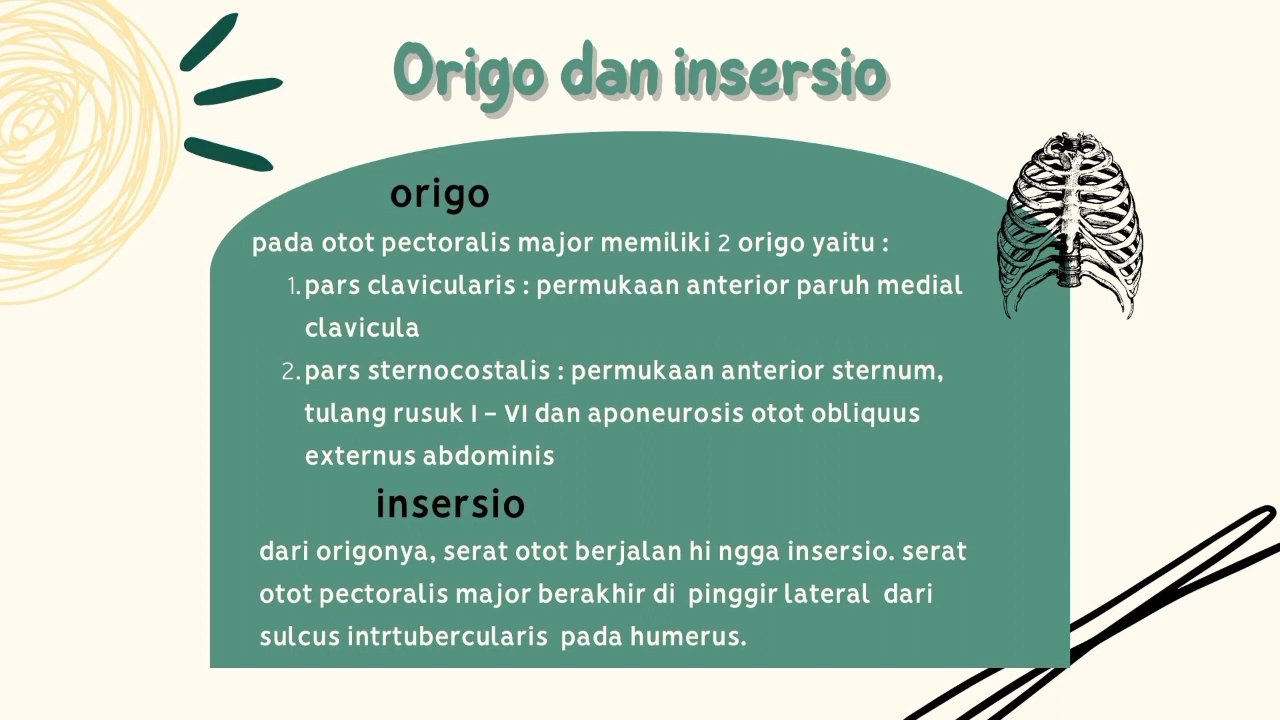 Origo dan insersio
origo
pada otot pectoralis major memiliki 2 origo yaitu :
1. pars clavicularis : permukaan anterior paruh medial
clavicula
2. pars sternocostalis : permukaan anterior sternum,
tulang rusuk I – VI dan aponeurosis otot obliquus
externus abdominis
insersio
dari origonya, serat otot berjalan hi ngga insersio. serat
otot pectoralis major berakhir di pinggir lateral dari
sulcus intrtubercularis pada humerus.